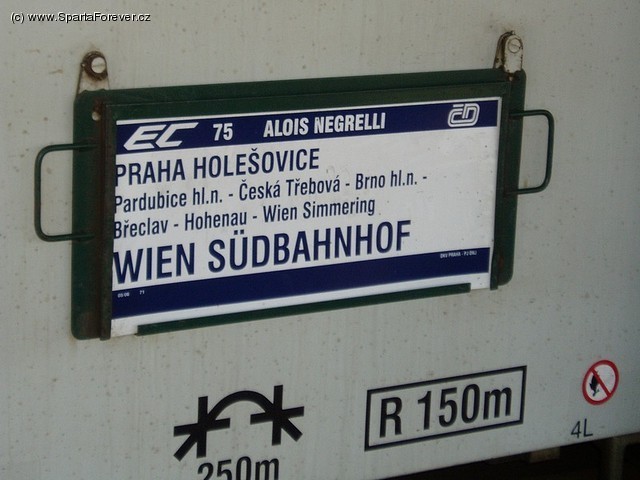 (c) www.SpartaForever.cz
EC 75 ALOIS NEGRELLI ČD
PRAHA HOLEŠOVICE
Pardubice hl.n. - Česká Třebová - Brno hl.n. -
Břeclav - Hohenau - Wien Simmering
WIEN SÜDBAHNHOF
R 150m
4L
250m